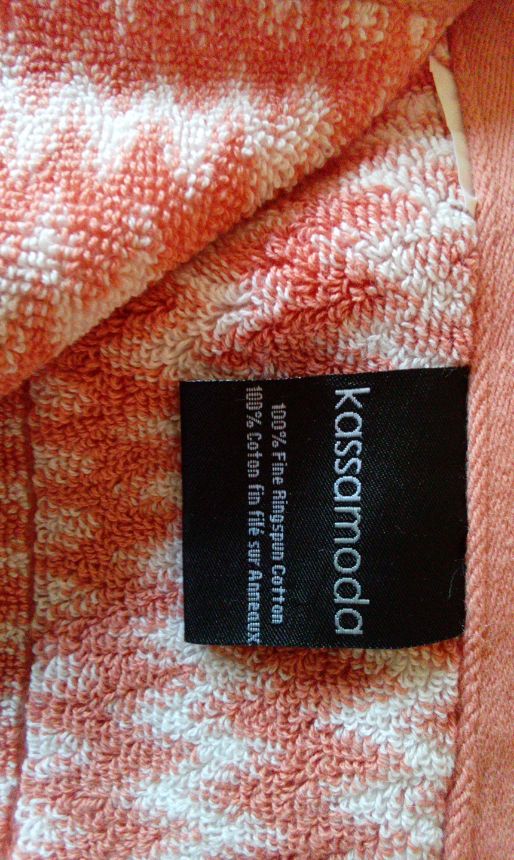 kassamoda
100% Fine Ringspun Cotton
100% Coton fin filé sur Anneaux